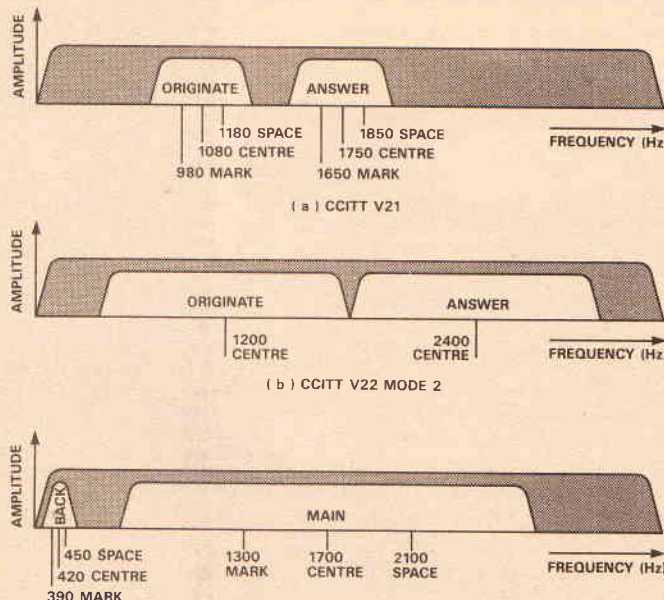 AMPLITUDE
ORIGINATE
ANSWER
1180 SPACE
1850 SPACE
1080 CENTRE
1750 CENTRE
980 MARK
1650 MARK
FREQUENCY (Hz)
( a ) CCITT V21
AMPLITUDE
ORIGINATE
ANSWER
1200
CENTRE
2400
CENTRE
FREQUENCY (Hz)
( b ) CCITT V22 MODE 2
AMPLITUDE
BACK
MAIN
450 SPACE
420 CENTRE
390 MARK
1300
MARK
1700
CENTRE
2100
SPACE
FREQUENCY (Hz)